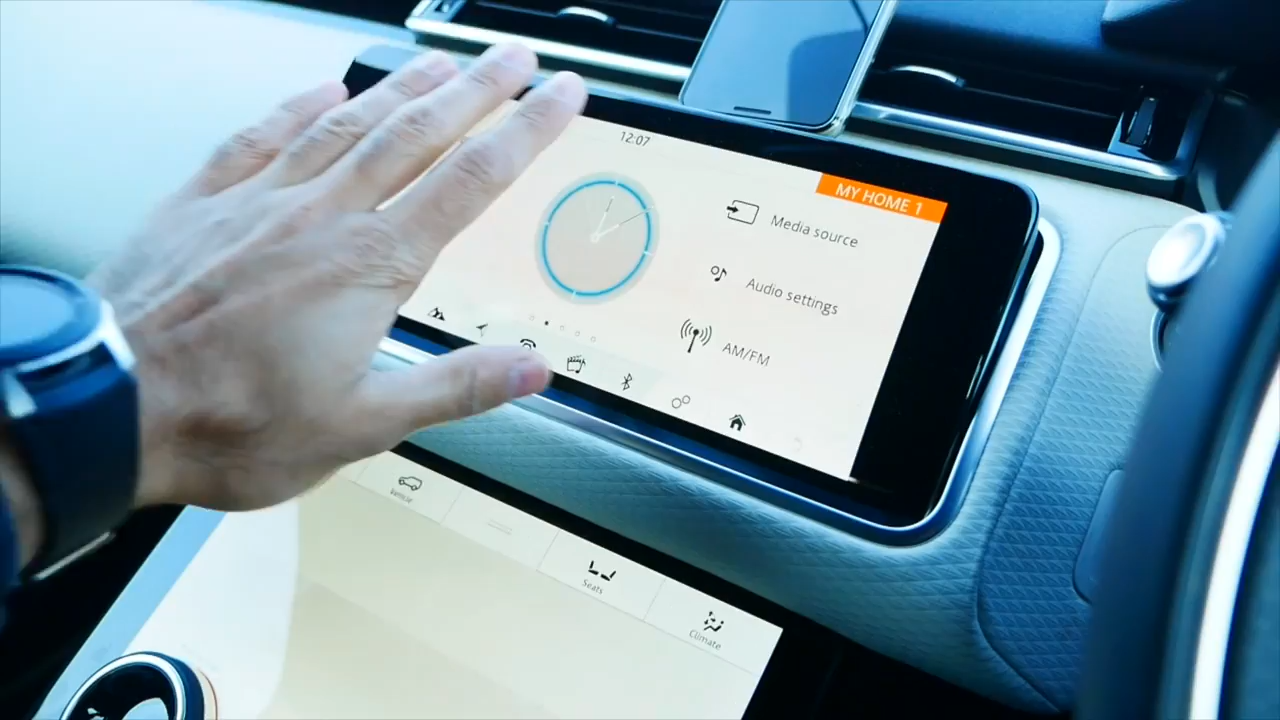 12:07
MY HOME 1
Media source
Audio settings
AM/FM
Vehicle
Seats
Climate